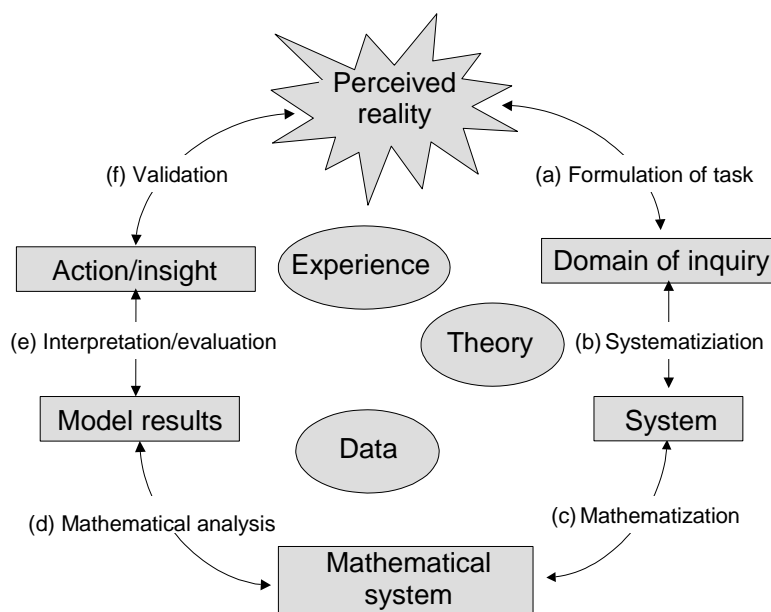 Perceived
reality
(f) Validation
(a) Formulation of task
Experience
Action/insight
Domain of inquiry
(e) Interpretation/evaluation
Theory
(b) Systematiziation
Model results
System
Data
(d) Mathematical analysis
(c) Mathematization
Mathematical
system